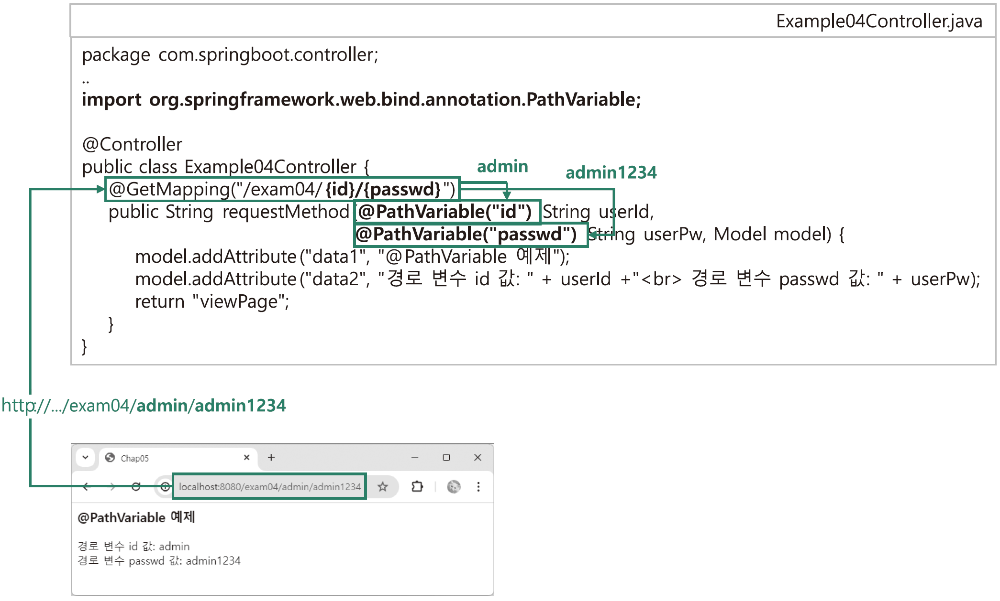 Example04Controller.java
package com.springboot.controller;
..
import org.springframework.web.bind.annotation.PathVariable;
@Controller
public class Example04Controller {
admin
admin1234
@GetMapping("/exam04/{id}/{passwd}")
public String requestMethod(@PathVariable("id") String userId,
@PathVariable("passwd") String userPw, Model model) {
model.addAttribute("data1", "@PathVariable 예제");
model.addAttribute("data2", "경로 변수 id 값: " + userId +"<br> 경로 변수 passwd 값: " + userPw);
return "viewPage";
}
}
http://.../exam04/admin/admin1234
Chap05
localhost:8080/exam04/admin/admin1234
@PathVariable 예제
경로 변수 id 값: admin
경로 변수 passwd 값: admin1234